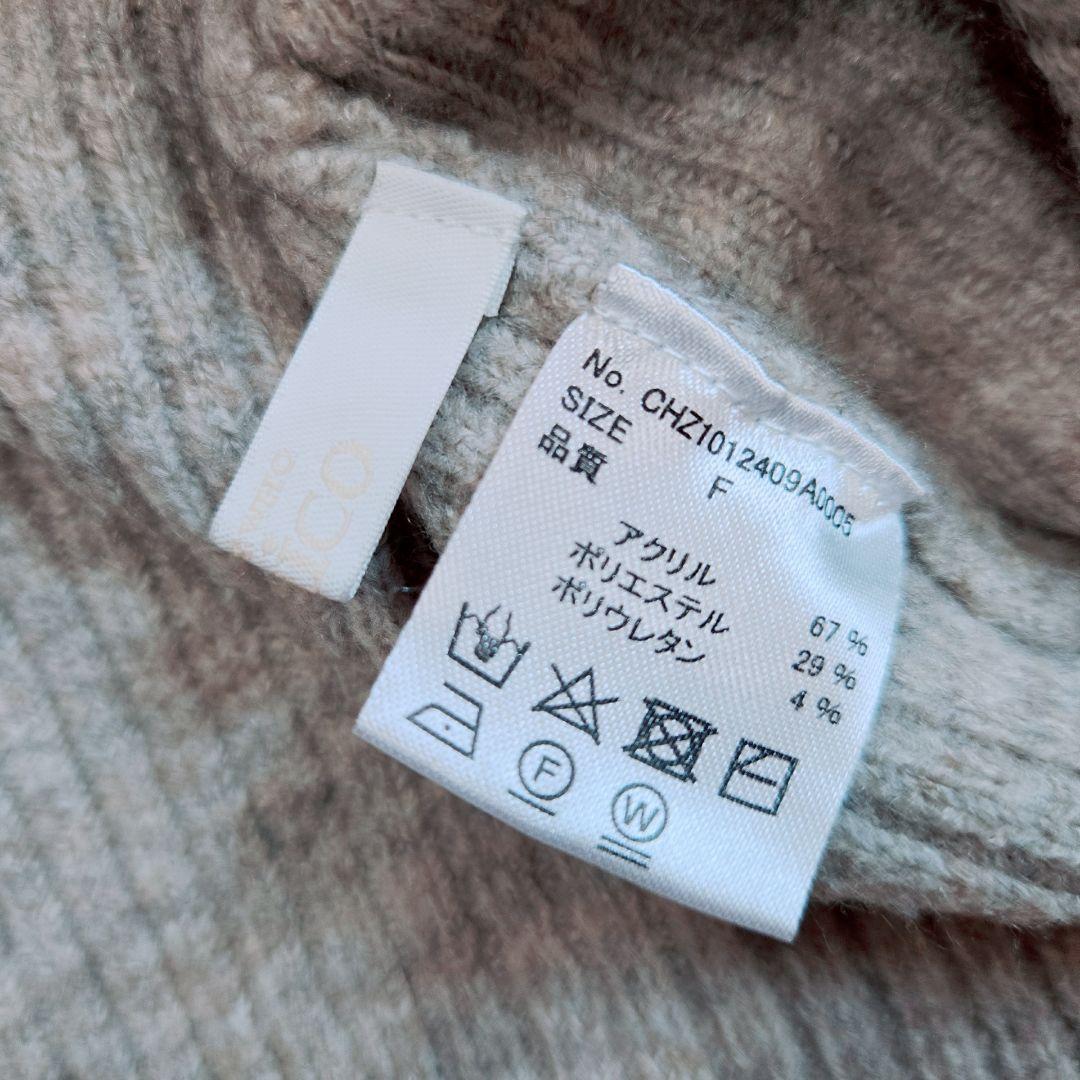 No. CHZ1012409A0005
SIZE F
品質
アクリル 67 %
ポリエステル 29 %
ポリウレタン 4 %
F
W